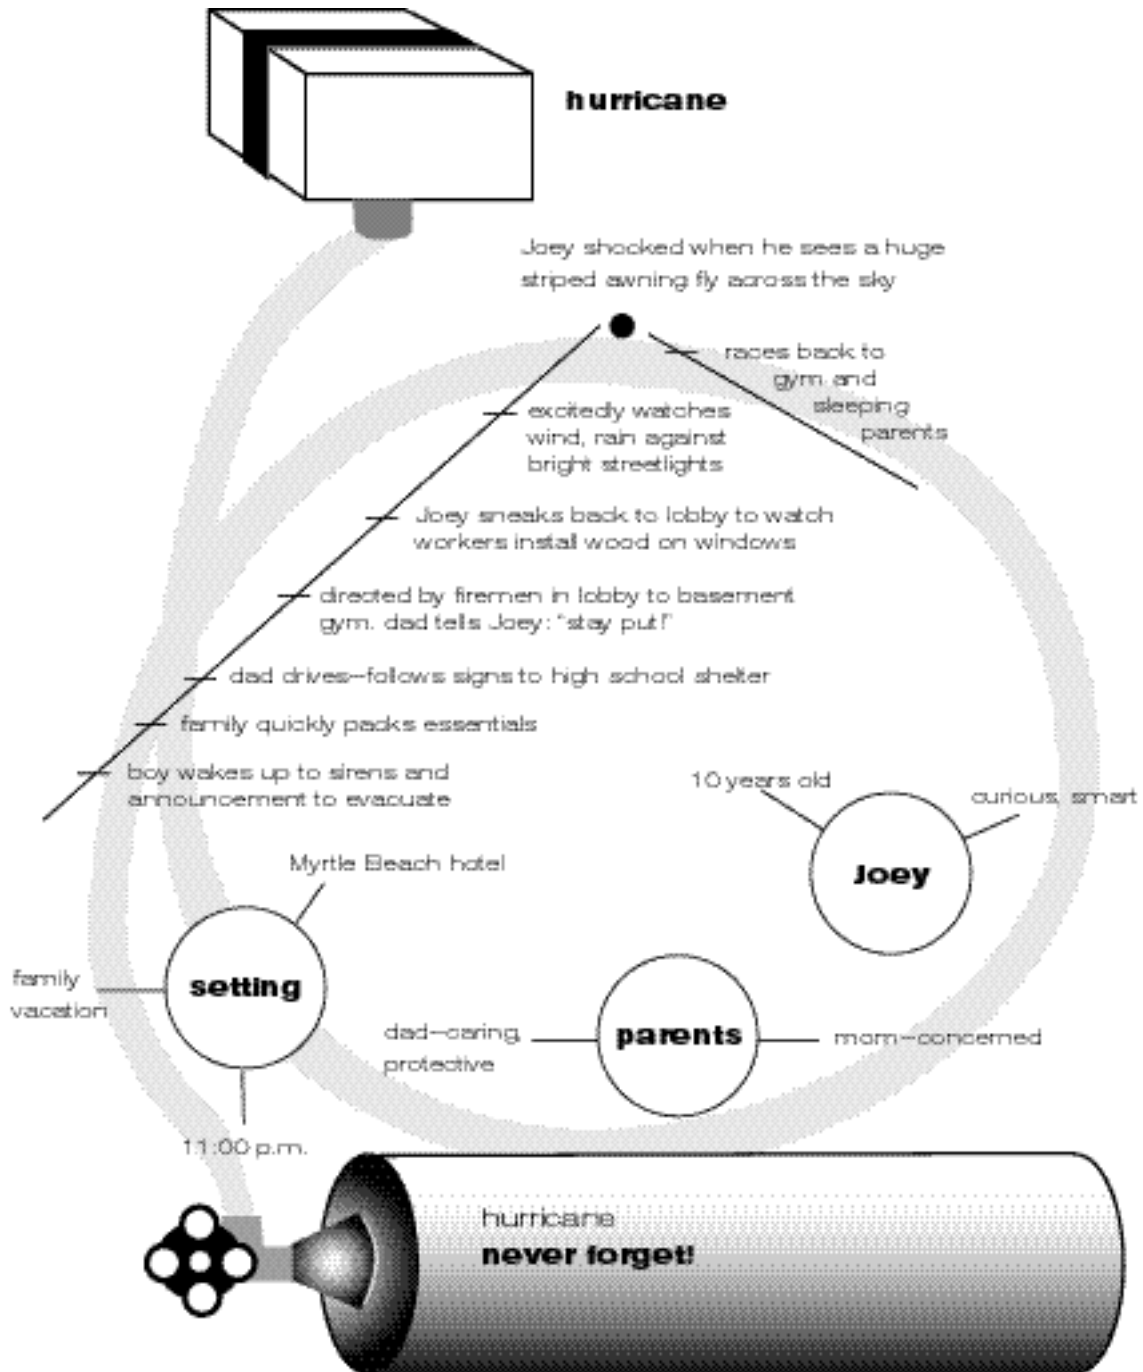 hurricane
Joey shocked when he sees a huge
striped awning fly across the sky
races back to
gym and
sleeping
parents
excitedly watches
wind, rain against
bright streetlights
Joey sneaks back to lobby to watch
workers install wood on windows
directed by firemen in lobby to basement
gym. dad tells Joey: "stay put!"
dad drives—follows signs to high school shelter
family quickly packs essentials
boy wakes up to sirens and
announcement to evacuate
10 years old
curious, smart
Joey
Myrtle Beach hotel
family
vacation
setting
11:00 p.m.
dad—caring,
protective
parents
mom—concerned
hurricane
never forget!